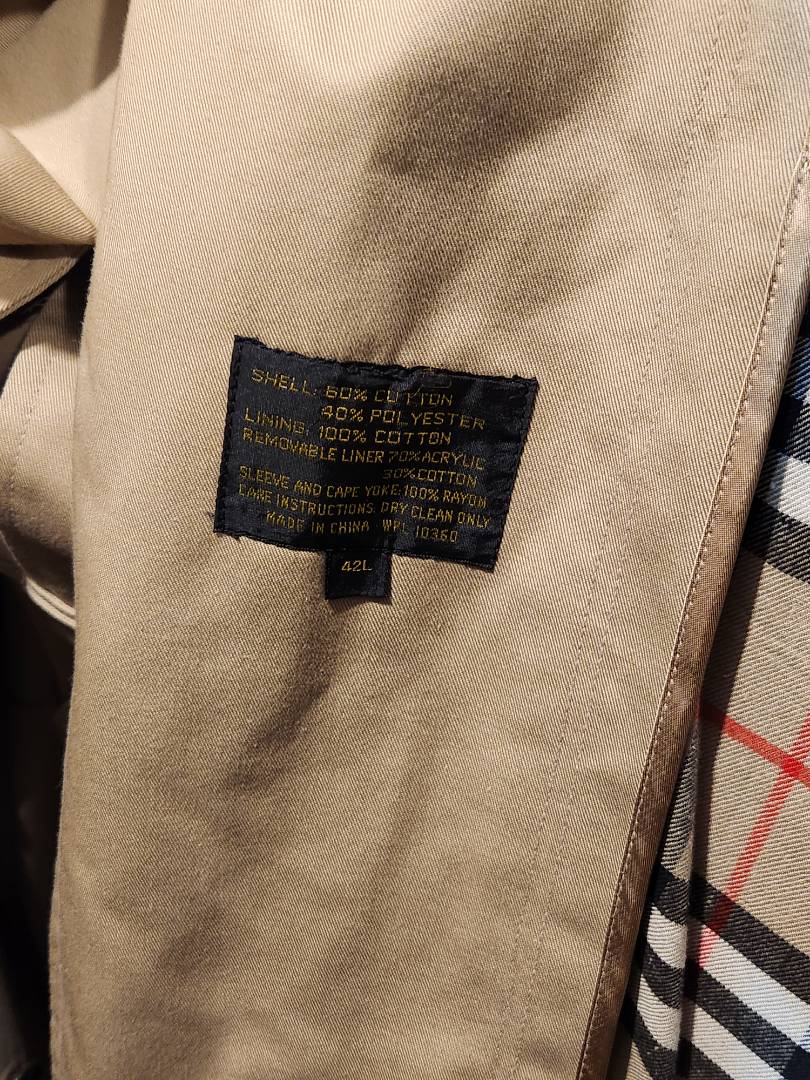 SHELL: 60% COTTON
40% POLYESTER
LINING: 100% COTTON
REMOVABLE LINER 70% ACRYLIC
30% COTTON
SLEEVE AND CAPE YOKE: 100% RAYON
CARE INSTRUCTIONS: DRY CLEAN ONLY
MADE IN CHINA WPL 10360
42L